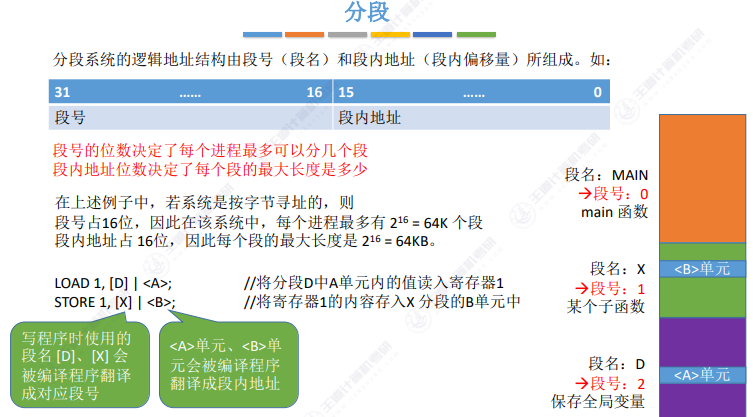 分段
分段系统的逻辑地址结构由段号（段名）和段内地址（段内偏移量）所组成。如：
31 …… 16 15 …… 0
段号 段内地址
段号的位数决定了每个进程最多可以分几个段
段内地址位数决定了每个段的最大长度是多少
在上述例子中，若系统是按字节寻址的，则
段号占16位，因此在该系统中，每个进程最多有 2¹⁶ = 64K 个段
段内地址占 16位，因此每个段的最大长度是 2¹⁶ = 64KB。
LOAD 1, [D] | <A>; //将分段D中A单元内的值读入寄存器1
STORE 1, [X] | <B>; //将寄存器1的内容存入X 分段的B单元中
写程序时使用的
段名 [D]、[X] 会
被编译程序翻译
成对应段号
<A>单元、<B>单
元会被编译程序
翻译成段内地址
段名：MAIN
→段号：0
main 函数
段名：X
→段号：1
某个子函数
<B>单元
段名：D
→段号：2
保存全局变量
<A>单元
王道计算机考研